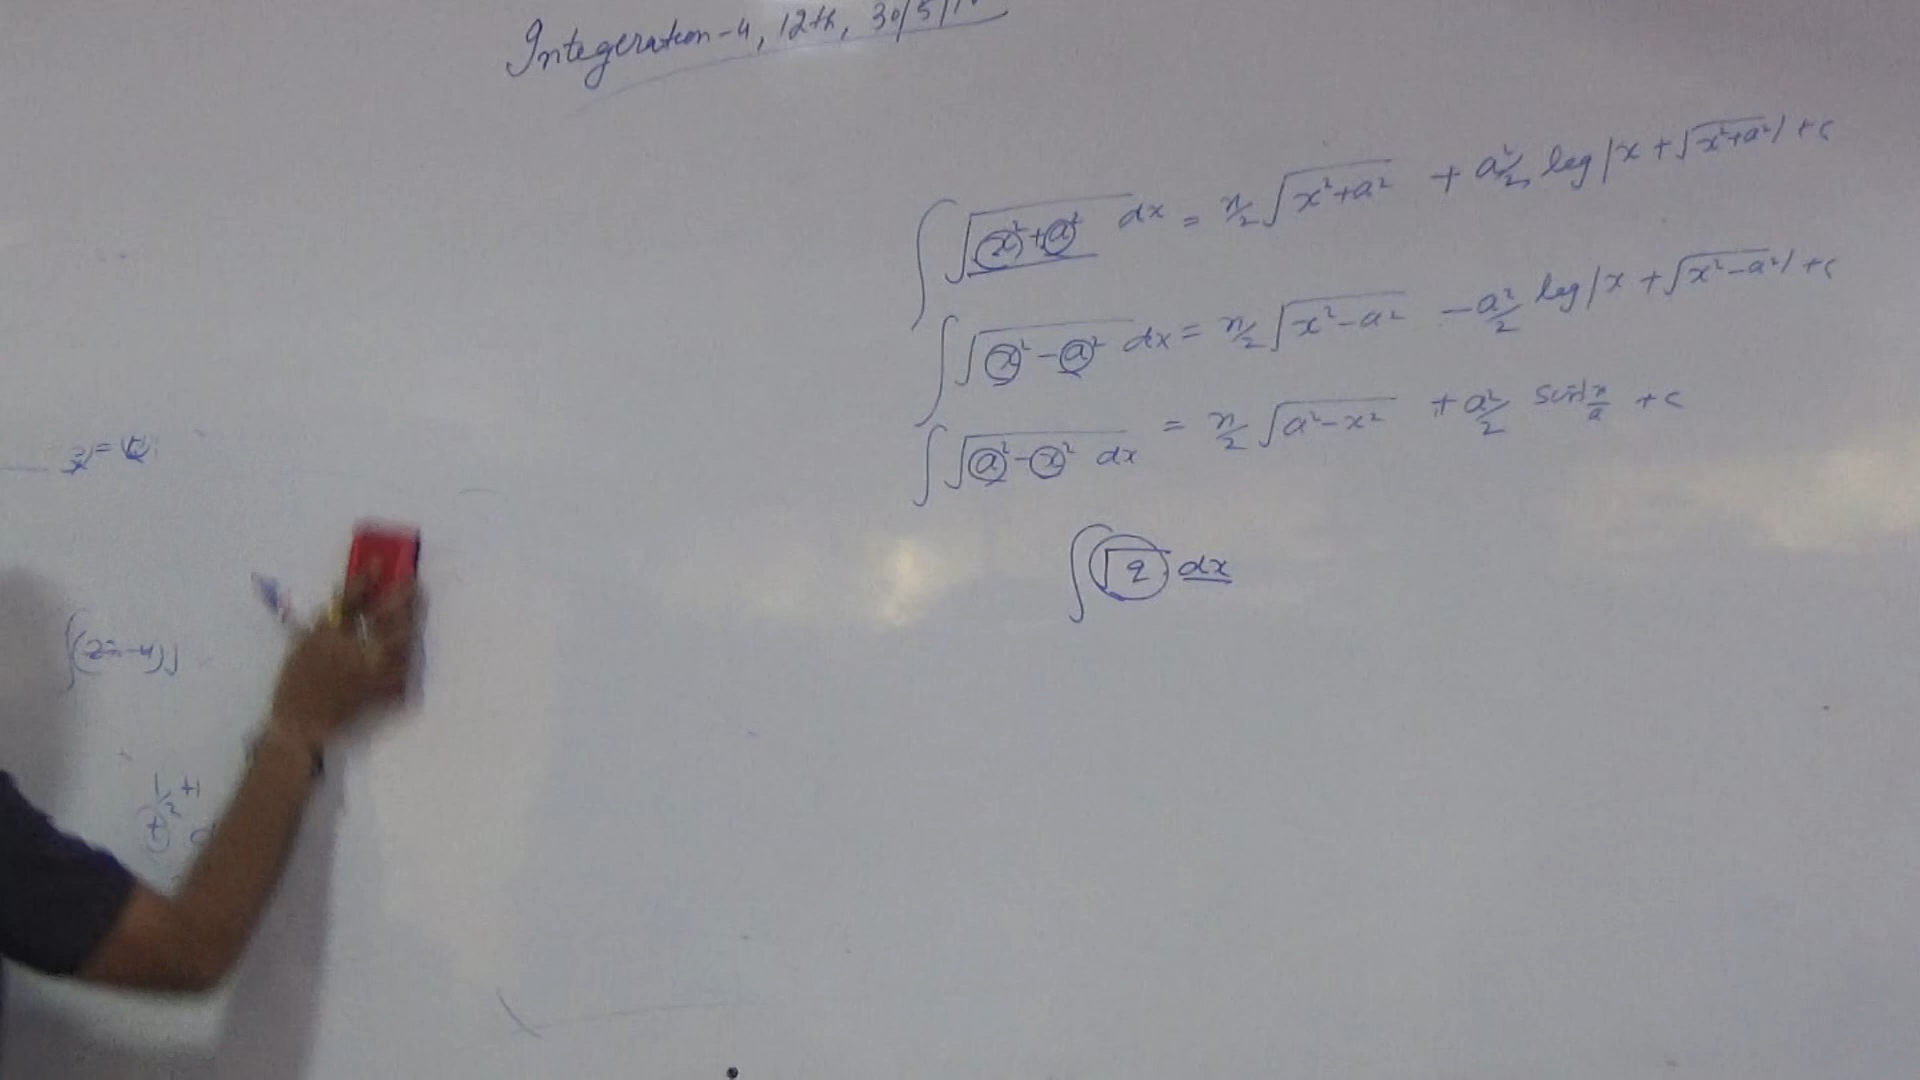 Integeration-4, 12th, 30/5/1
∫√(x²+a²) dx = x/2 √(x²+a²) + a²/2 log|x+√(x²+a²)|+c
∫√(x²-a²) dx = x/2 √(x²-a²) - a²/2 log|x+√(x²-a²)|+c
∫√(a²-x²) dx = x/2 √(a²-x²) + a²/2 sin⁻¹ x/a + c
∫√q dx